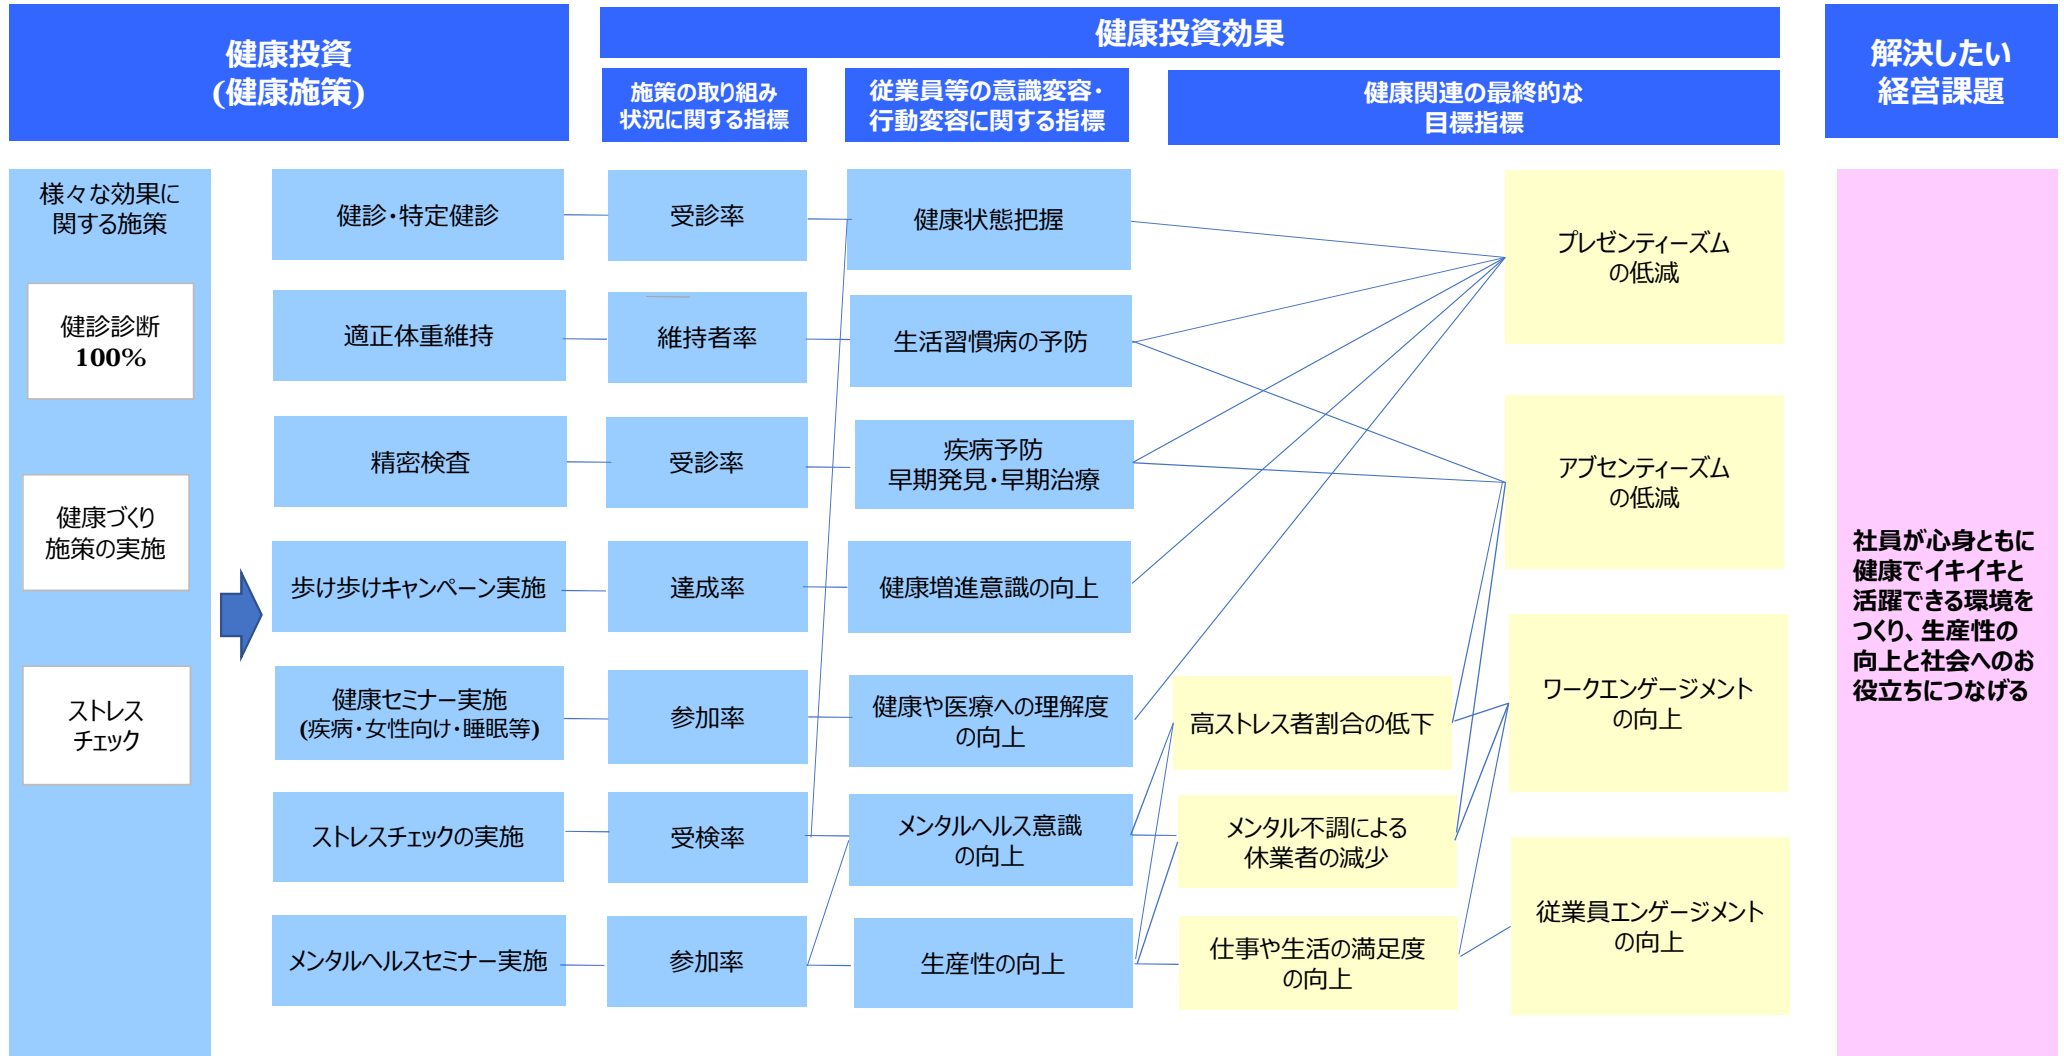 健康投資
(健康施策)
健康投資効果
施策の取り組み
状況に関する指標
従業員等の意識変容・
行動変容に関する指標
健康関連の最終的な
目標指標
解決したい
経営課題
様々な効果に
関する施策
健診診断
100%
健康づくり
施策の実施
ストレス
チェック
健診・特定健診
受診率
健康状態把握
適正体重維持
維持者率
生活習慣病の予防
精密検査
受診率
疾病予防
早期発見・早期治療
歩け歩けキャンペーン実施
達成率
健康増進意識の向上
健康セミナー実施
(疾病・女性向け・睡眠等)
参加率
健康や医療への理解度
の向上
ストレスチェックの実施
受検率
メンタルヘルス意識
の向上
メンタルヘルスセミナー実施
参加率
生産性の向上
高ストレス者割合の低下
メンタル不調による
休業者の減少
仕事や生活の満足度
の向上
プレゼンティーズム
の低減
アブセンティーズム
の低減
ワークエンゲージメント
の向上
従業員エンゲージメント
の向上
社員が心身ともに
健康でイキイキと
活躍できる環境を
つくり、生産性の
向上と社会へのお
役立ちにつなげる